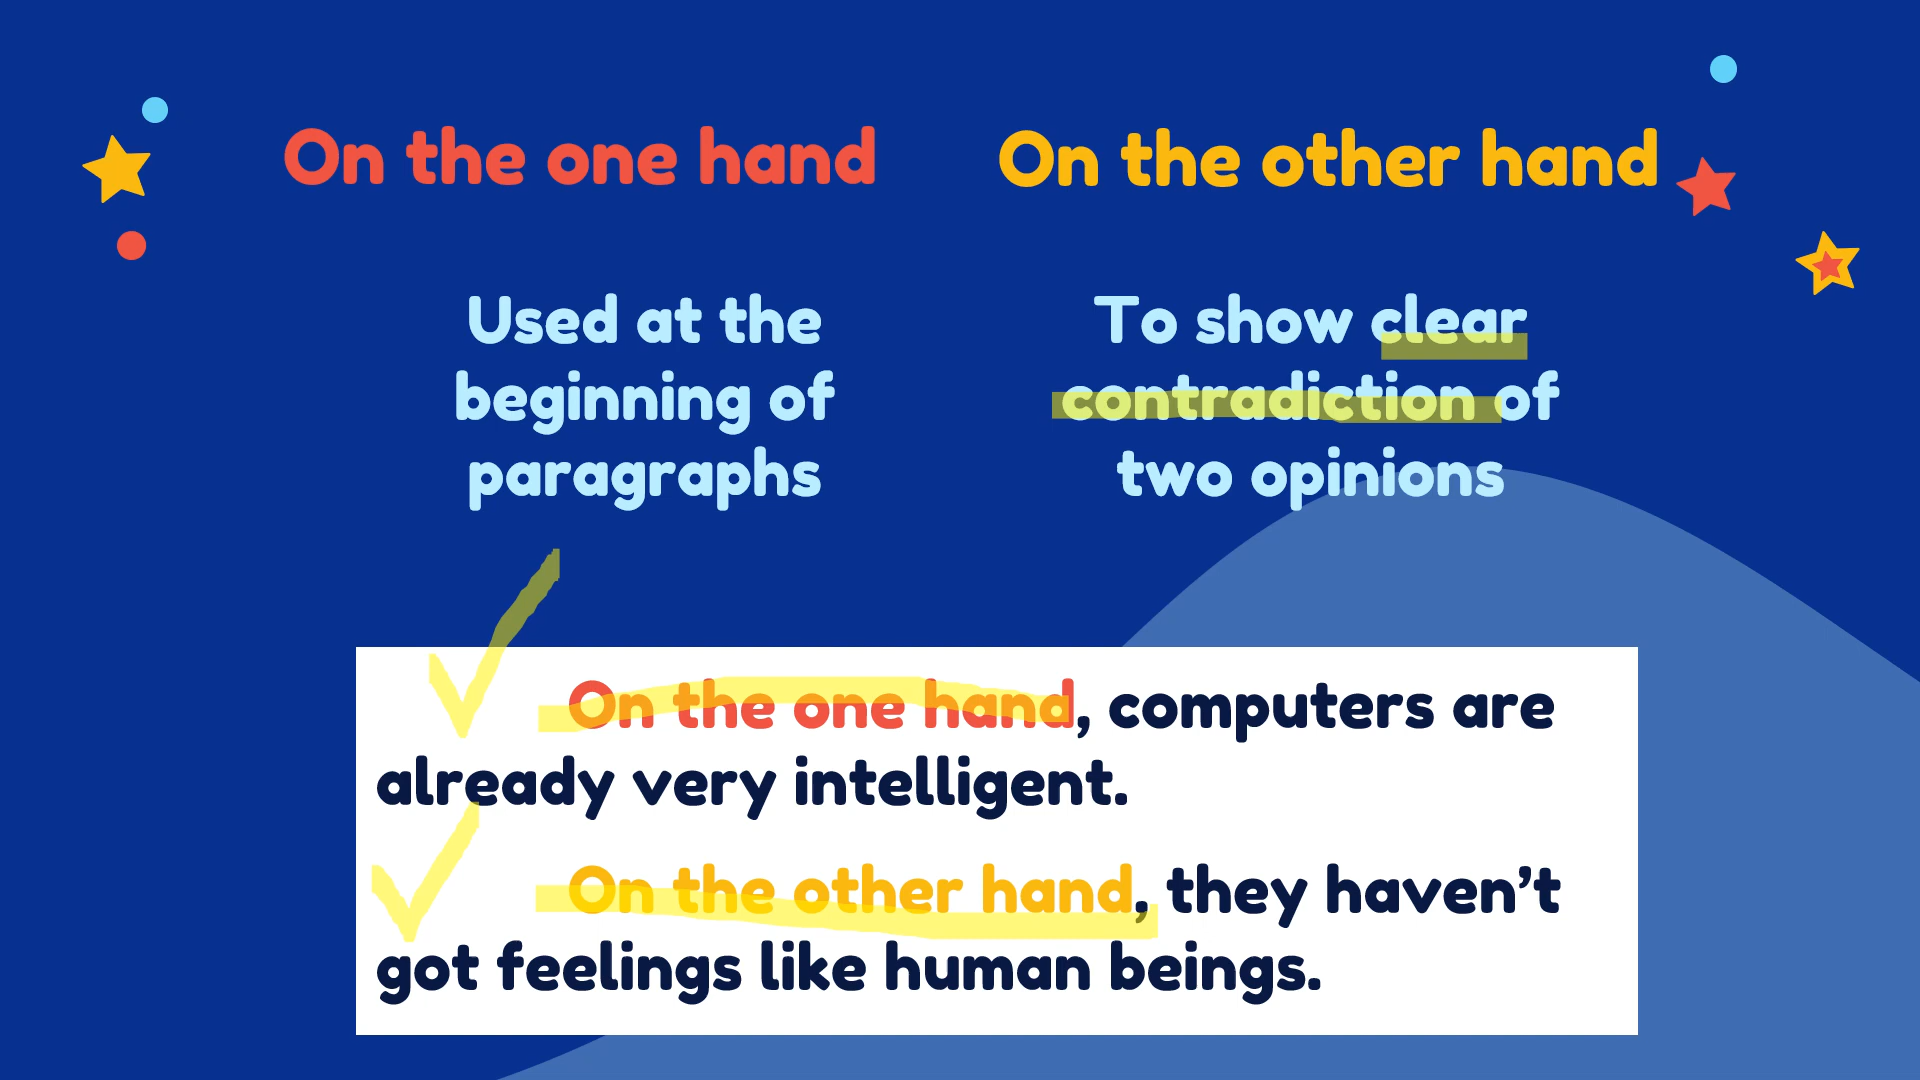 On the one hand
On the other hand
Used at the
beginning of
paragraphs
To show clear
contradiction of
two opinions
On the one hand, computers are
already very intelligent.
On the other hand, they haven’t
got feelings like human beings.